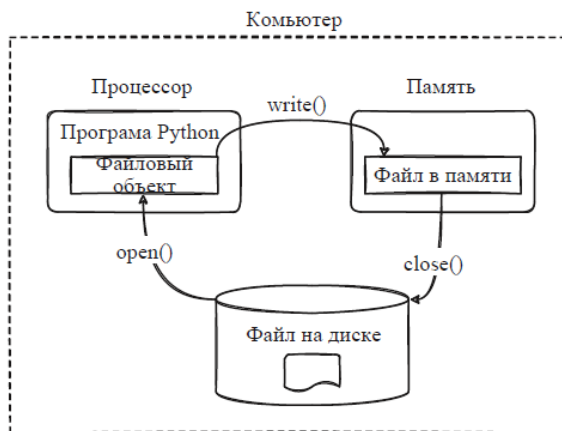 Комьютер
Процессор
Память
write()
Програма Python
Файловый
объект
Файл в памяти
open()
close()
Файл на диске